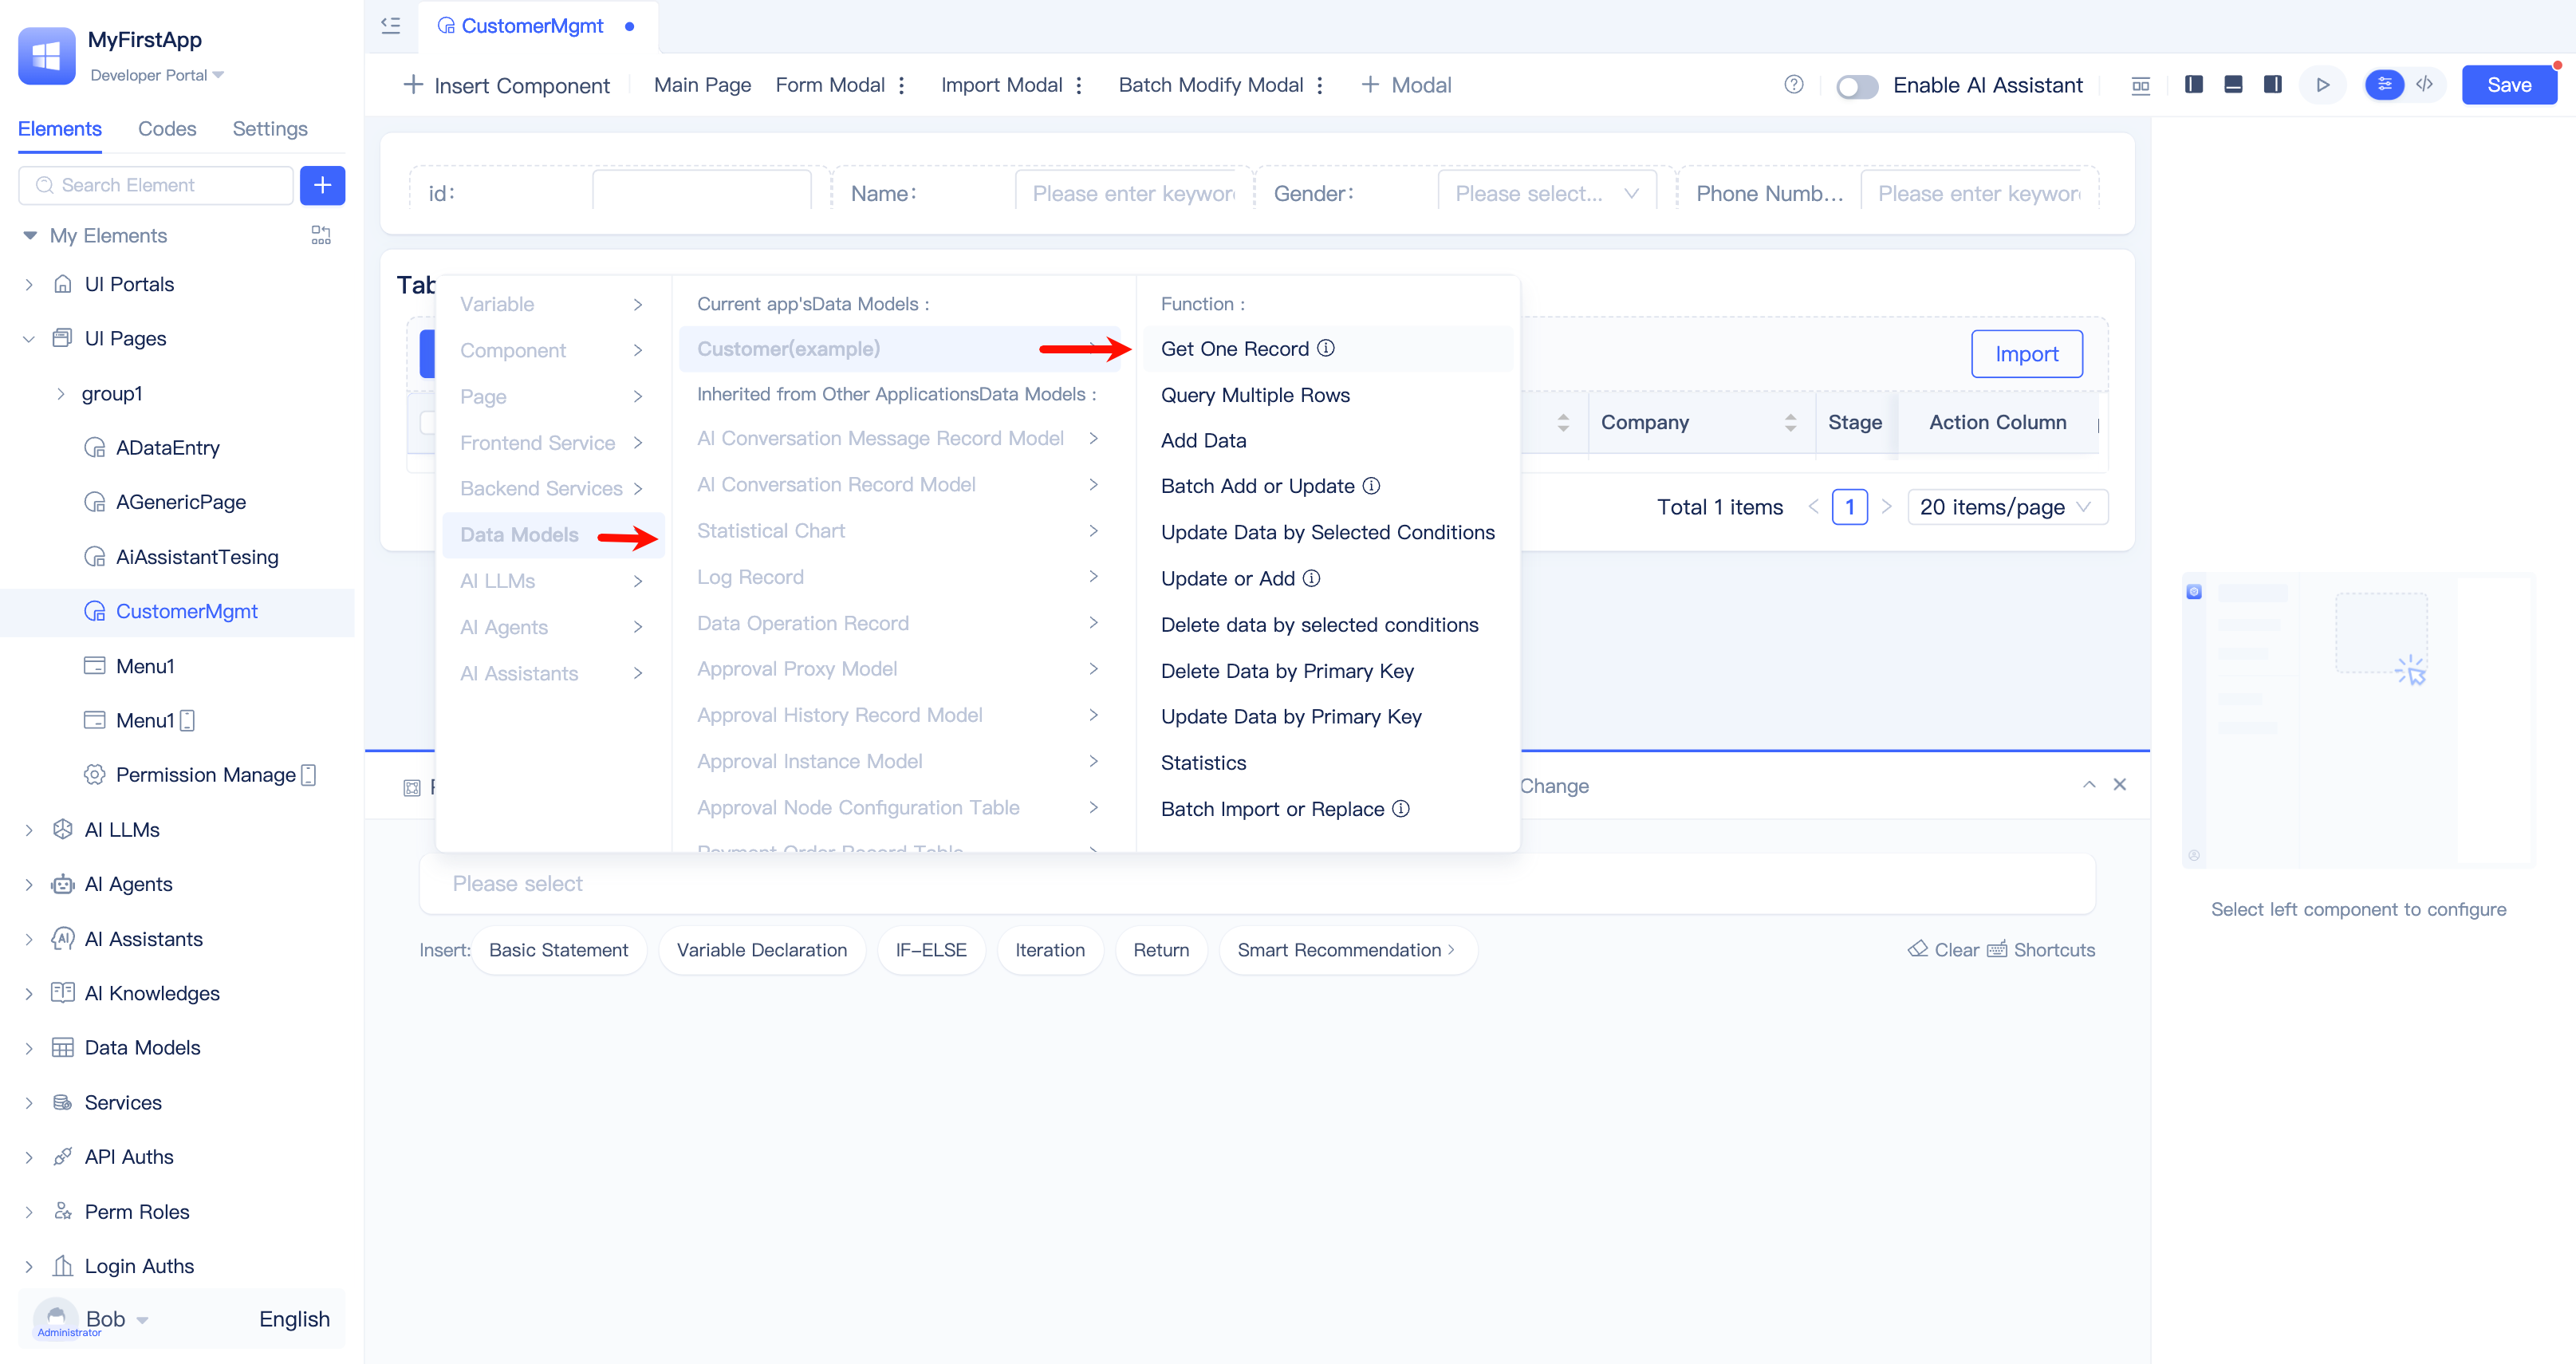 MyFirstApp
Developer Portal
Elements Codes Settings
Search Element
My Elements
UI Portals
UI Pages
group1
ADataEntry
AGenericPage
AiAssistantTesing
CustomerMgmt
Menu1
Menu1
Permission Manage
AI LLMs
AI Agents
AI Assistants
AI Knowledges
Data Models
Services
API Auths
Perm Roles
Login Auths
Bob
Administrator
English
CustomerMgmt
Insert Component Main Page Form Modal Import Modal Batch Modify Modal + Modal
Enable AI Assistant
Save
id:
Name: Please enter keywor
Gender: Please select...
Phone Numb... Please enter keywor
Tab
Variable
Component
Page
Frontend Service
Backend Services
Data Models
AI LLMs
AI Agents
AI Assistants
Current app'sData Models :
Customer(example)
Inherited from Other ApplicationsData Models :
AI Conversation Message Record Model
AI Conversation Record Model
Statistical Chart
Log Record
Data Operation Record
Approval Proxy Model
Approval History Record Model
Approval Instance Model
Approval Node Configuration Table
Payment Order Record Table
Function :
Get One Record
Query Multiple Rows
Add Data
Batch Add or Update
Update Data by Selected Conditions
Update or Add
Delete data by selected conditions
Delete Data by Primary Key
Update Data by Primary Key
Statistics
Batch Import or Replace
Import
Company Stage Action Column
Total 1 items 1 20 items/page
Change
Please select
Insert: Basic Statement Variable Declaration IF-ELSE Iteration Return Smart Recommendation
Clear Shortcuts
Select left component to configure